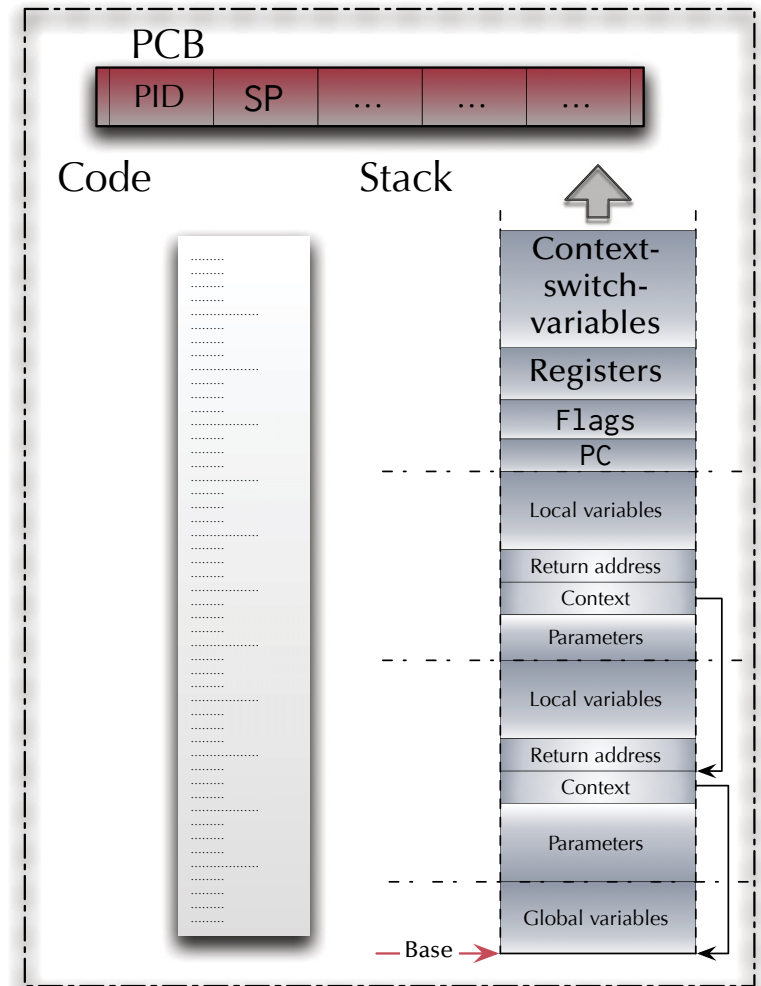 PCB
PID SP ... ... ...
Code Stack
Context-
switch-
variables
Registers
Flags
PC
Local variables
Return address
Context
Parameters
Local variables
Return address
Context
Parameters
Global variables
Base